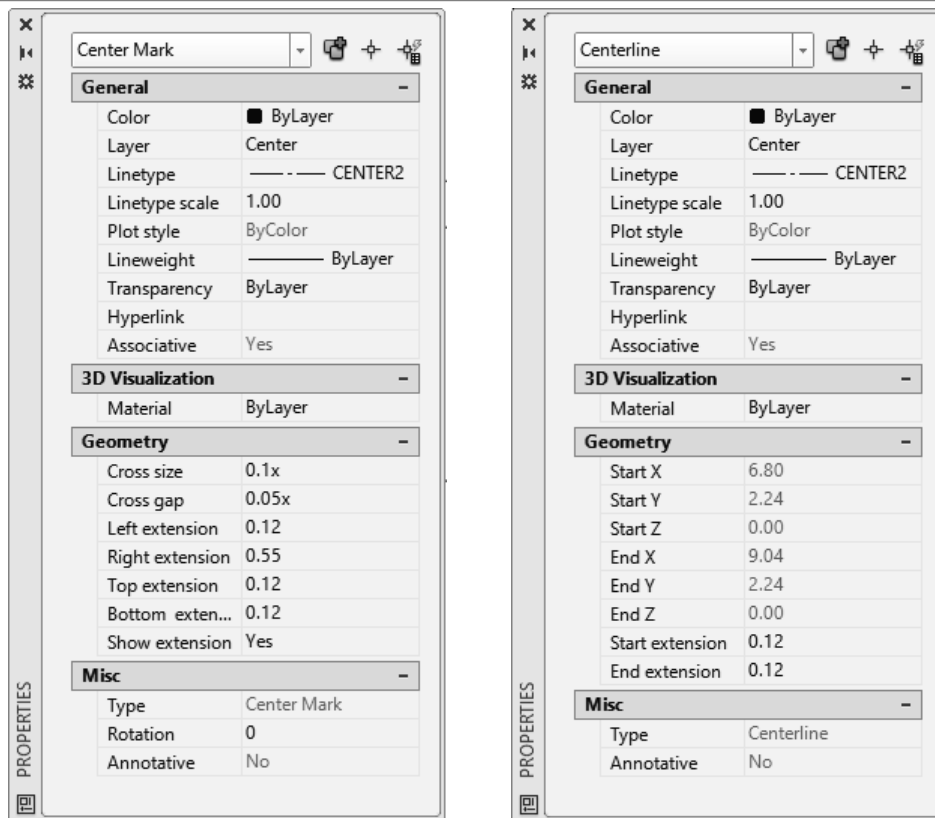 Center Mark
General
Color ByLayer
Layer Center
Linetype CENTER2
Linetype scale 1.00
Plot style ByColor
Lineweight ByLayer
Transparency ByLayer
Hyperlink
Associative Yes
3D Visualization
Material ByLayer
Geometry
Cross size 0.1x
Cross gap 0.05x
Left extension 0.12
Right extension 0.55
Top extension 0.12
Bottom exten... 0.12
Show extension Yes
Misc
Type Center Mark
Rotation 0
Annotative No
PROPERTIES
Centerline
General
Color ByLayer
Layer Center
Linetype CENTER2
Linetype scale 1.00
Plot style ByColor
Lineweight ByLayer
Transparency ByLayer
Hyperlink
Associative Yes
3D Visualization
Material ByLayer
Geometry
Start X 6.80
Start Y 2.24
Start Z 0.00
End X 9.04
End Y 2.24
End Z 0.00
Start extension 0.12
End extension 0.12
Misc
Type Centerline
Annotative No
PROPERTIES